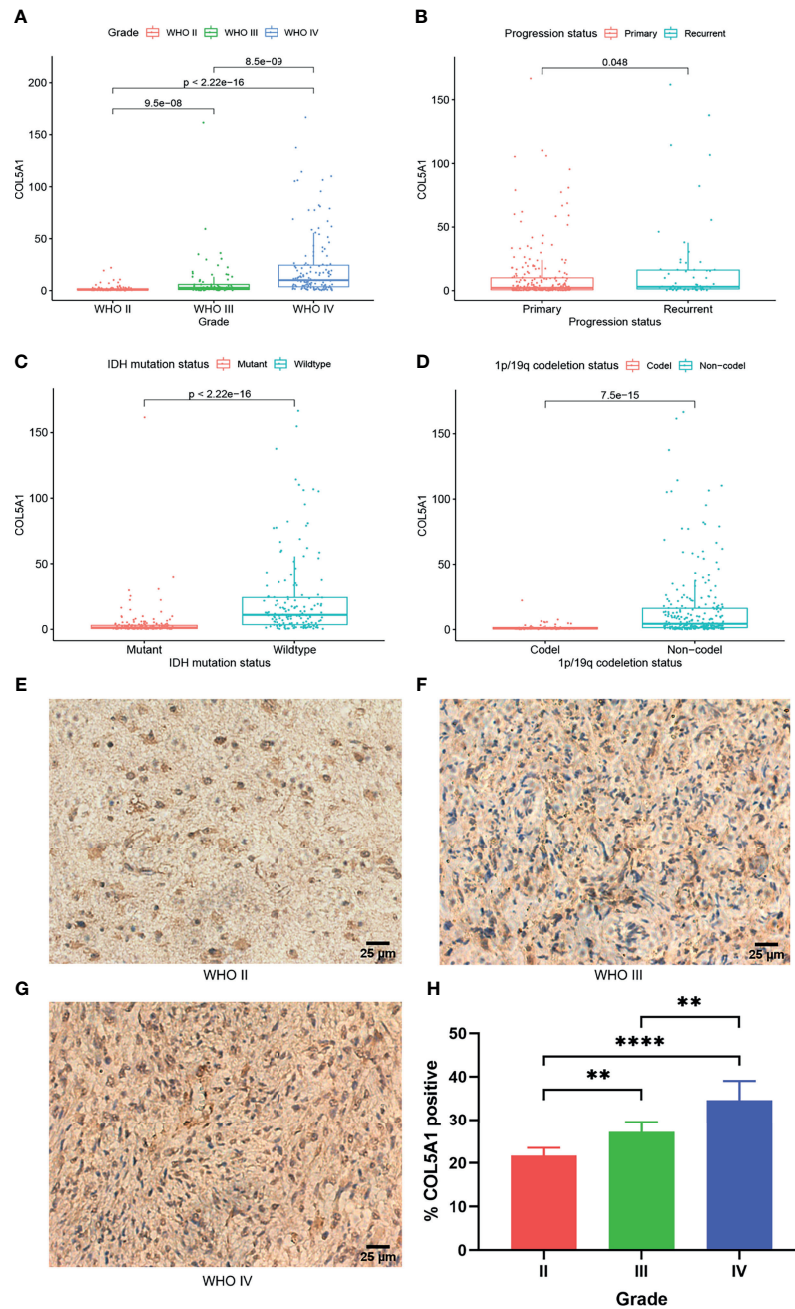 A
Grade WHO II WHO III WHO IV
8.5e−09
p < 2.22e−16
9.5e−08
200
150
100
50
0
COL5A1
WHO II WHO III WHO IV
Grade
B
Progression status Primary Recurrent
0.048
150
100
50
0
COL5A1
Primary Recurrent
Progression status
C
IDH mutation status Mutant Wildtype
p < 2.22e−16
150
100
50
0
COL5A1
Mutant Wildtype
IDH mutation status
D
1p/19q codeletion status Codel Non−codel
7.5e−15
150
100
50
0
COL5A1
Codel Non−codel
1p/19q codeletion status
E
25 µm
WHO II
F
25 µm
WHO III
G
25 µm
WHO IV
H
**
****
**
50
40
30
20
10
0
% COL5A1 positive
II III IV
Grade